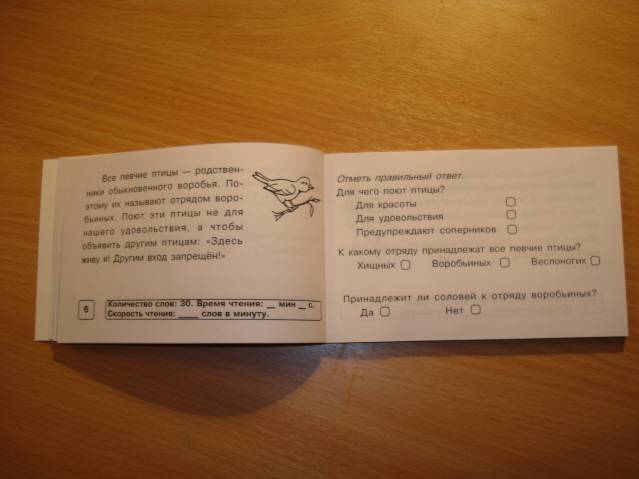 Все певчие птицы — родствен-
ники обыкновенного воробья. По-
этому их называют отрядом воро-
бьиных. Поют эти птицы не для
нашего удовольствия, а чтобы
объявить другим птицам: «Здесь
живу я! Другим вход запрещён!»
6
Количество слов: 30. Время чтения: __ мин __ с.
Скорость чтения: ____ слов в минуту.
Отметь правильный ответ.
Для чего поют птицы?
Для красоты
Для удовольствия
Предупреждают соперников
К какому отряду принадлежат все певчие птицы?
Хищных Воробьиных Веслоногих
Принадлежит ли соловей к отряду воробьиных?
Да Нет